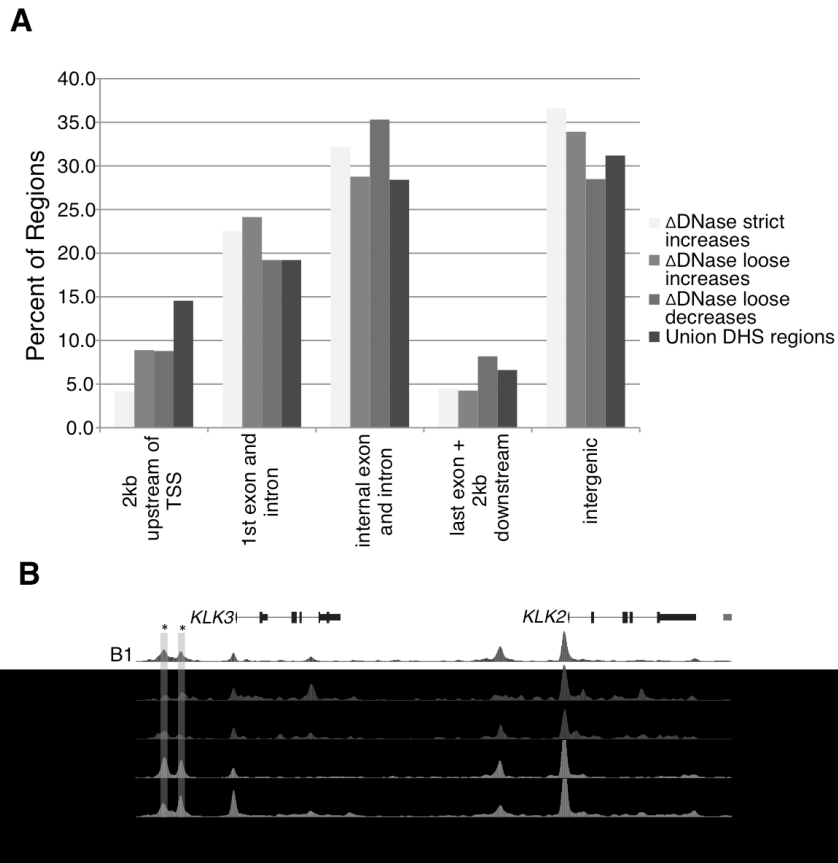 A
40.0
35.0
30.0
25.0
20.0
15.0
10.0
5.0
0.0
Percent of Regions
2kb
upstream of
TSS
1st exon and
intron
internal exon
and intron
last exon +
2kb
downstream
intergenic
ΔDNase strict
increases
ΔDNase loose
increases
ΔDNase loose
decreases
Union DHS regions
B
KLK3 KLK2
* *
B1